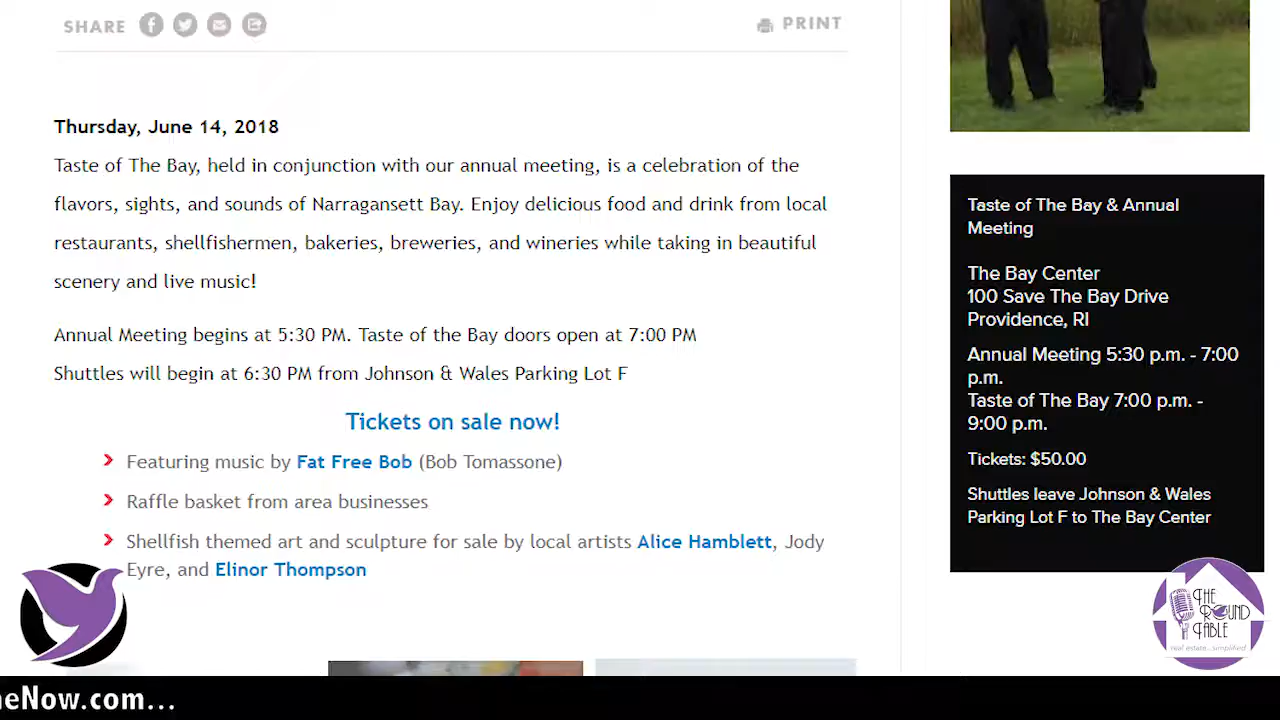 SHARE
PRINT
Thursday, June 14, 2018
Taste of The Bay, held in conjunction with our annual meeting, is a celebration of the
flavors, sights, and sounds of Narragansett Bay. Enjoy delicious food and drink from local
restaurants, shellfishermen, bakeries, breweries, and wineries while taking in beautiful
scenery and live music!
Annual Meeting begins at 5:30 PM. Taste of the Bay doors open at 7:00 PM
Shuttles will begin at 6:30 PM from Johnson & Wales Parking Lot F
Tickets on sale now!
Featuring music by Fat Free Bob (Bob Tomassone)
Raffle basket from area businesses
Shellfish themed art and sculpture for sale by local artists Alice Hamblett, Jody
Eyre, and Elinor Thompson
Taste of The Bay & Annual
Meeting
The Bay Center
100 Save The Bay Drive
Providence, RI
Annual Meeting 5:30 p.m. - 7:00
p.m.
Taste of The Bay 7:00 p.m. -
9:00 p.m.
Tickets: $50.00
Shuttles leave Johnson & Wales
Parking Lot F to The Bay Center
THE
ROUND
TABLE
real estate...simplified
neNow.com...